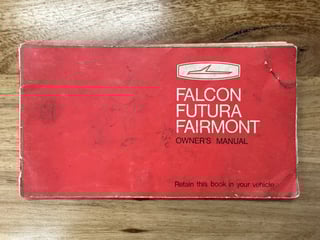 FALCON
FUTURA
FAIRMONT
OWNER'S MANUAL
Retain this book in your vehicle